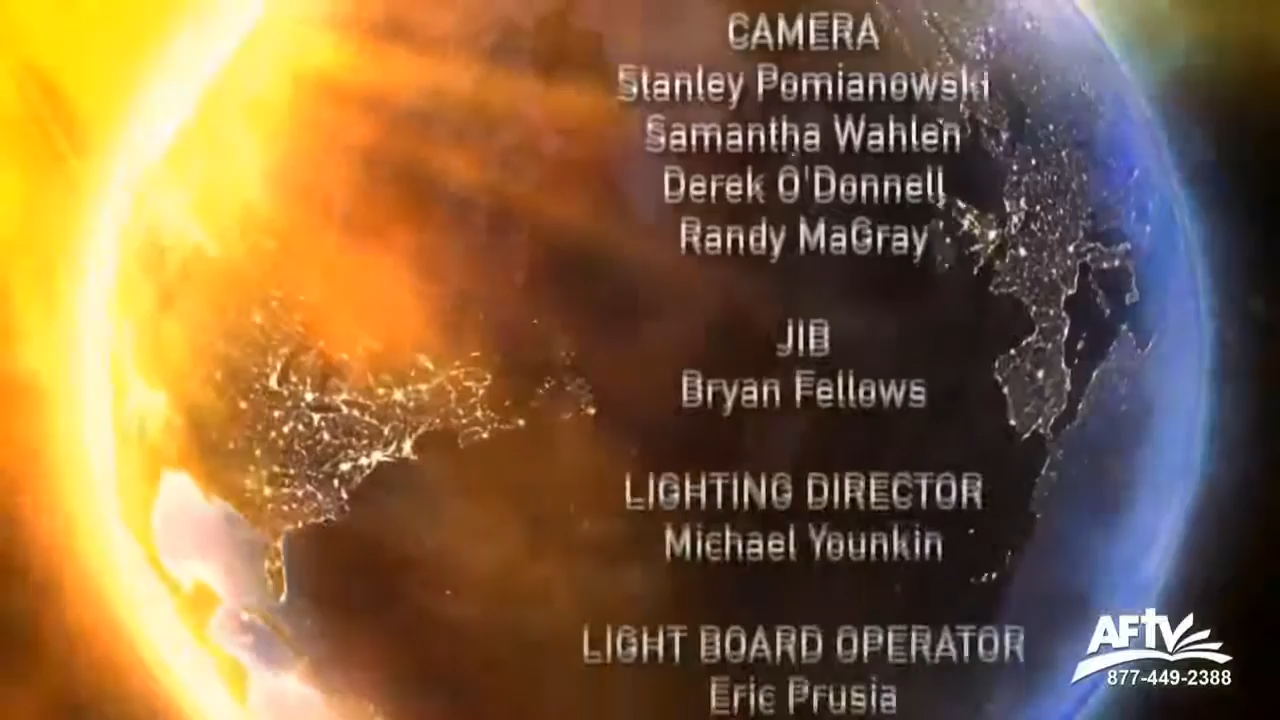 CAMERA
Stanley Pomianowski
Samantha Wahlen
Derek O'Donnell
Randy MaGray
JIB
Bryan Fellows
LIGHTING DIRECTOR
Michael Younkin
LIGHT BOARD OPERATOR
Eric Prusia
AFTV
877-449-2388